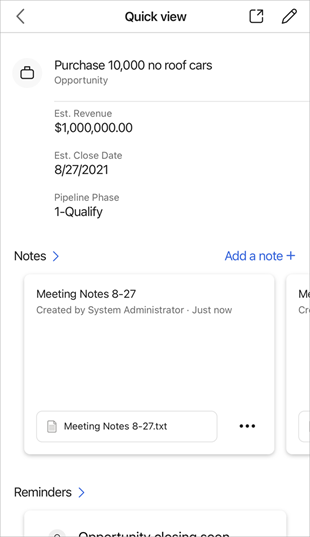 Quick view
Purchase 10,000 no roof cars
Opportunity
Est. Revenue
$1,000,000.00
Est. Close Date
8/27/2021
Pipeline Phase
1-Qualify
Notes
Add a note +
Meeting Notes 8-27
Created by System Administrator · Just now
Meeting Notes 8-27.txt
Reminders
Opportunity closing soon